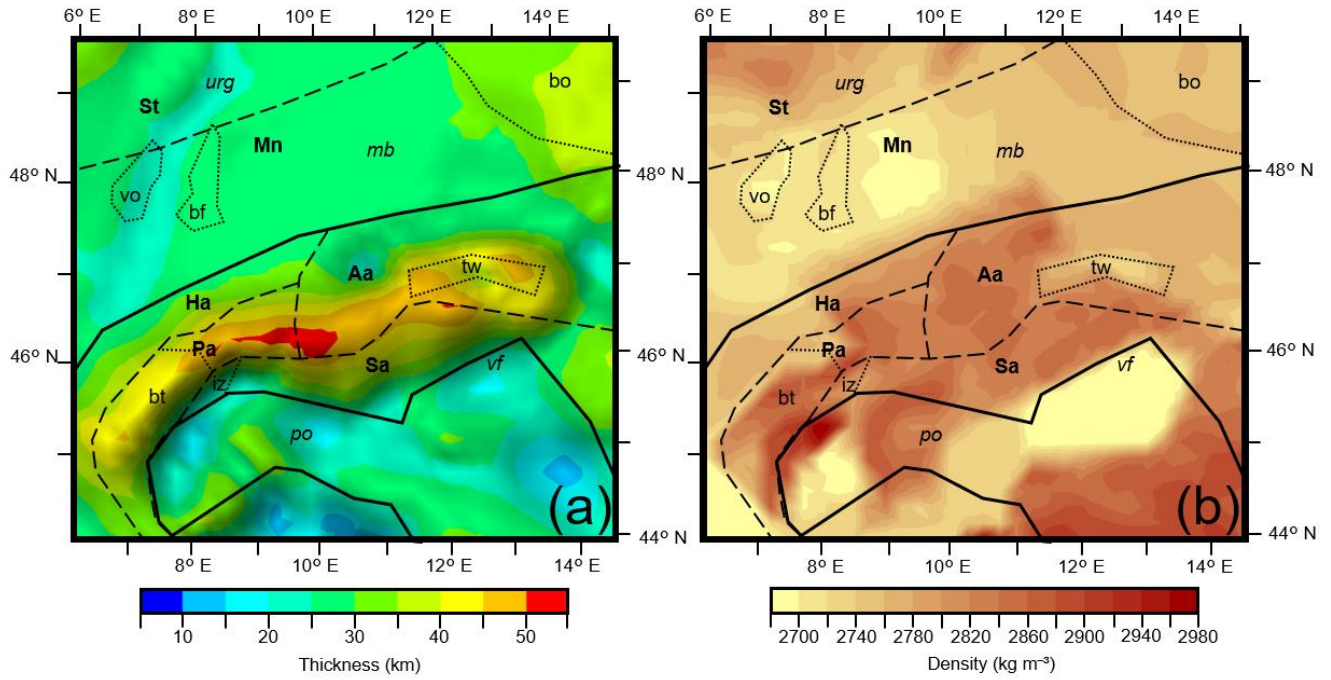 6º E 8º E 10º E 12º E 14º E
8º E 10º E 12º E 14º E
urg
St
bo
Mn
mb
48º N
vo
bf
Aa
tw
Ha
Pa
46º N
Sa
vf
bt
iz
po
(a)
8º E 10º E 12º E 14º E
10 20 30 40 50
Thickness (km)
urg
St
bo
Mn
mb
48º N
vo
bf
Aa
tw
Ha
Pa
46º N
Sa
vf
bt
iz
po
(b)
44º N
44º N
8º E 10º E 12º E 14º E
2700 2740 2780 2820 2860 2900 2940 2980
Density (kg m⁻³)